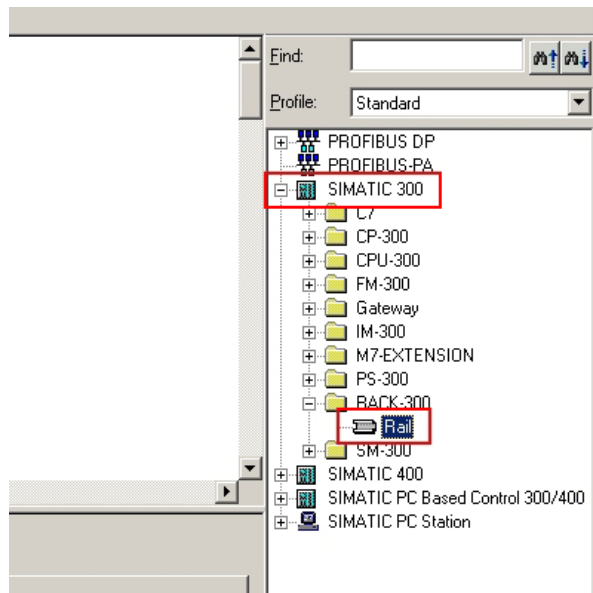 Find:
Profile: Standard
PROFIBUS DP
PROFIBUS-PA
SIMATIC 300
C7
CP-300
CPU-300
FM-300
Gateway
IM-300
M7-EXTENSION
PS-300
RACK-300
Rail
SM-300
SIMATIC 400
SIMATIC PC Based Control 300/400
SIMATIC PC Station